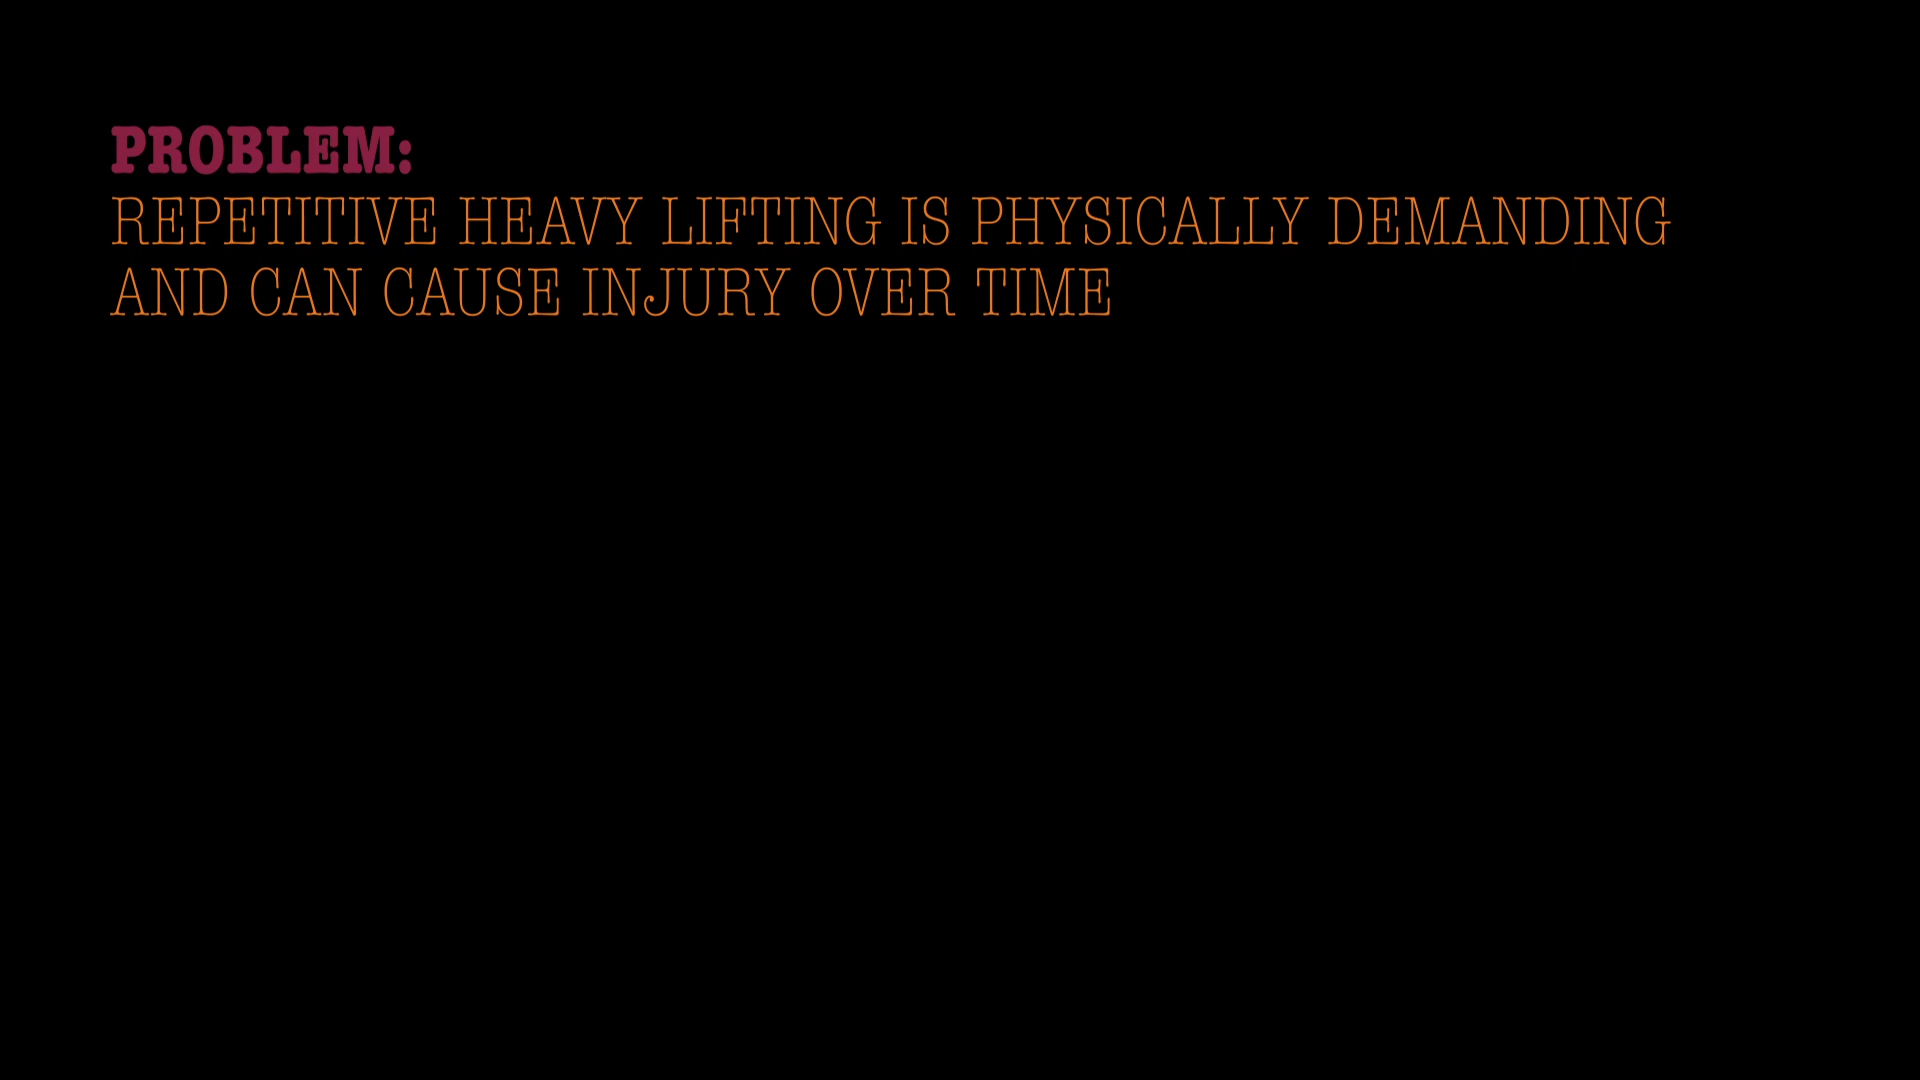 PROBLEM:
REPETITIVE HEAVY LIFTING IS PHYSICALLY DEMANDING
AND CAN CAUSE INJURY OVER TIME